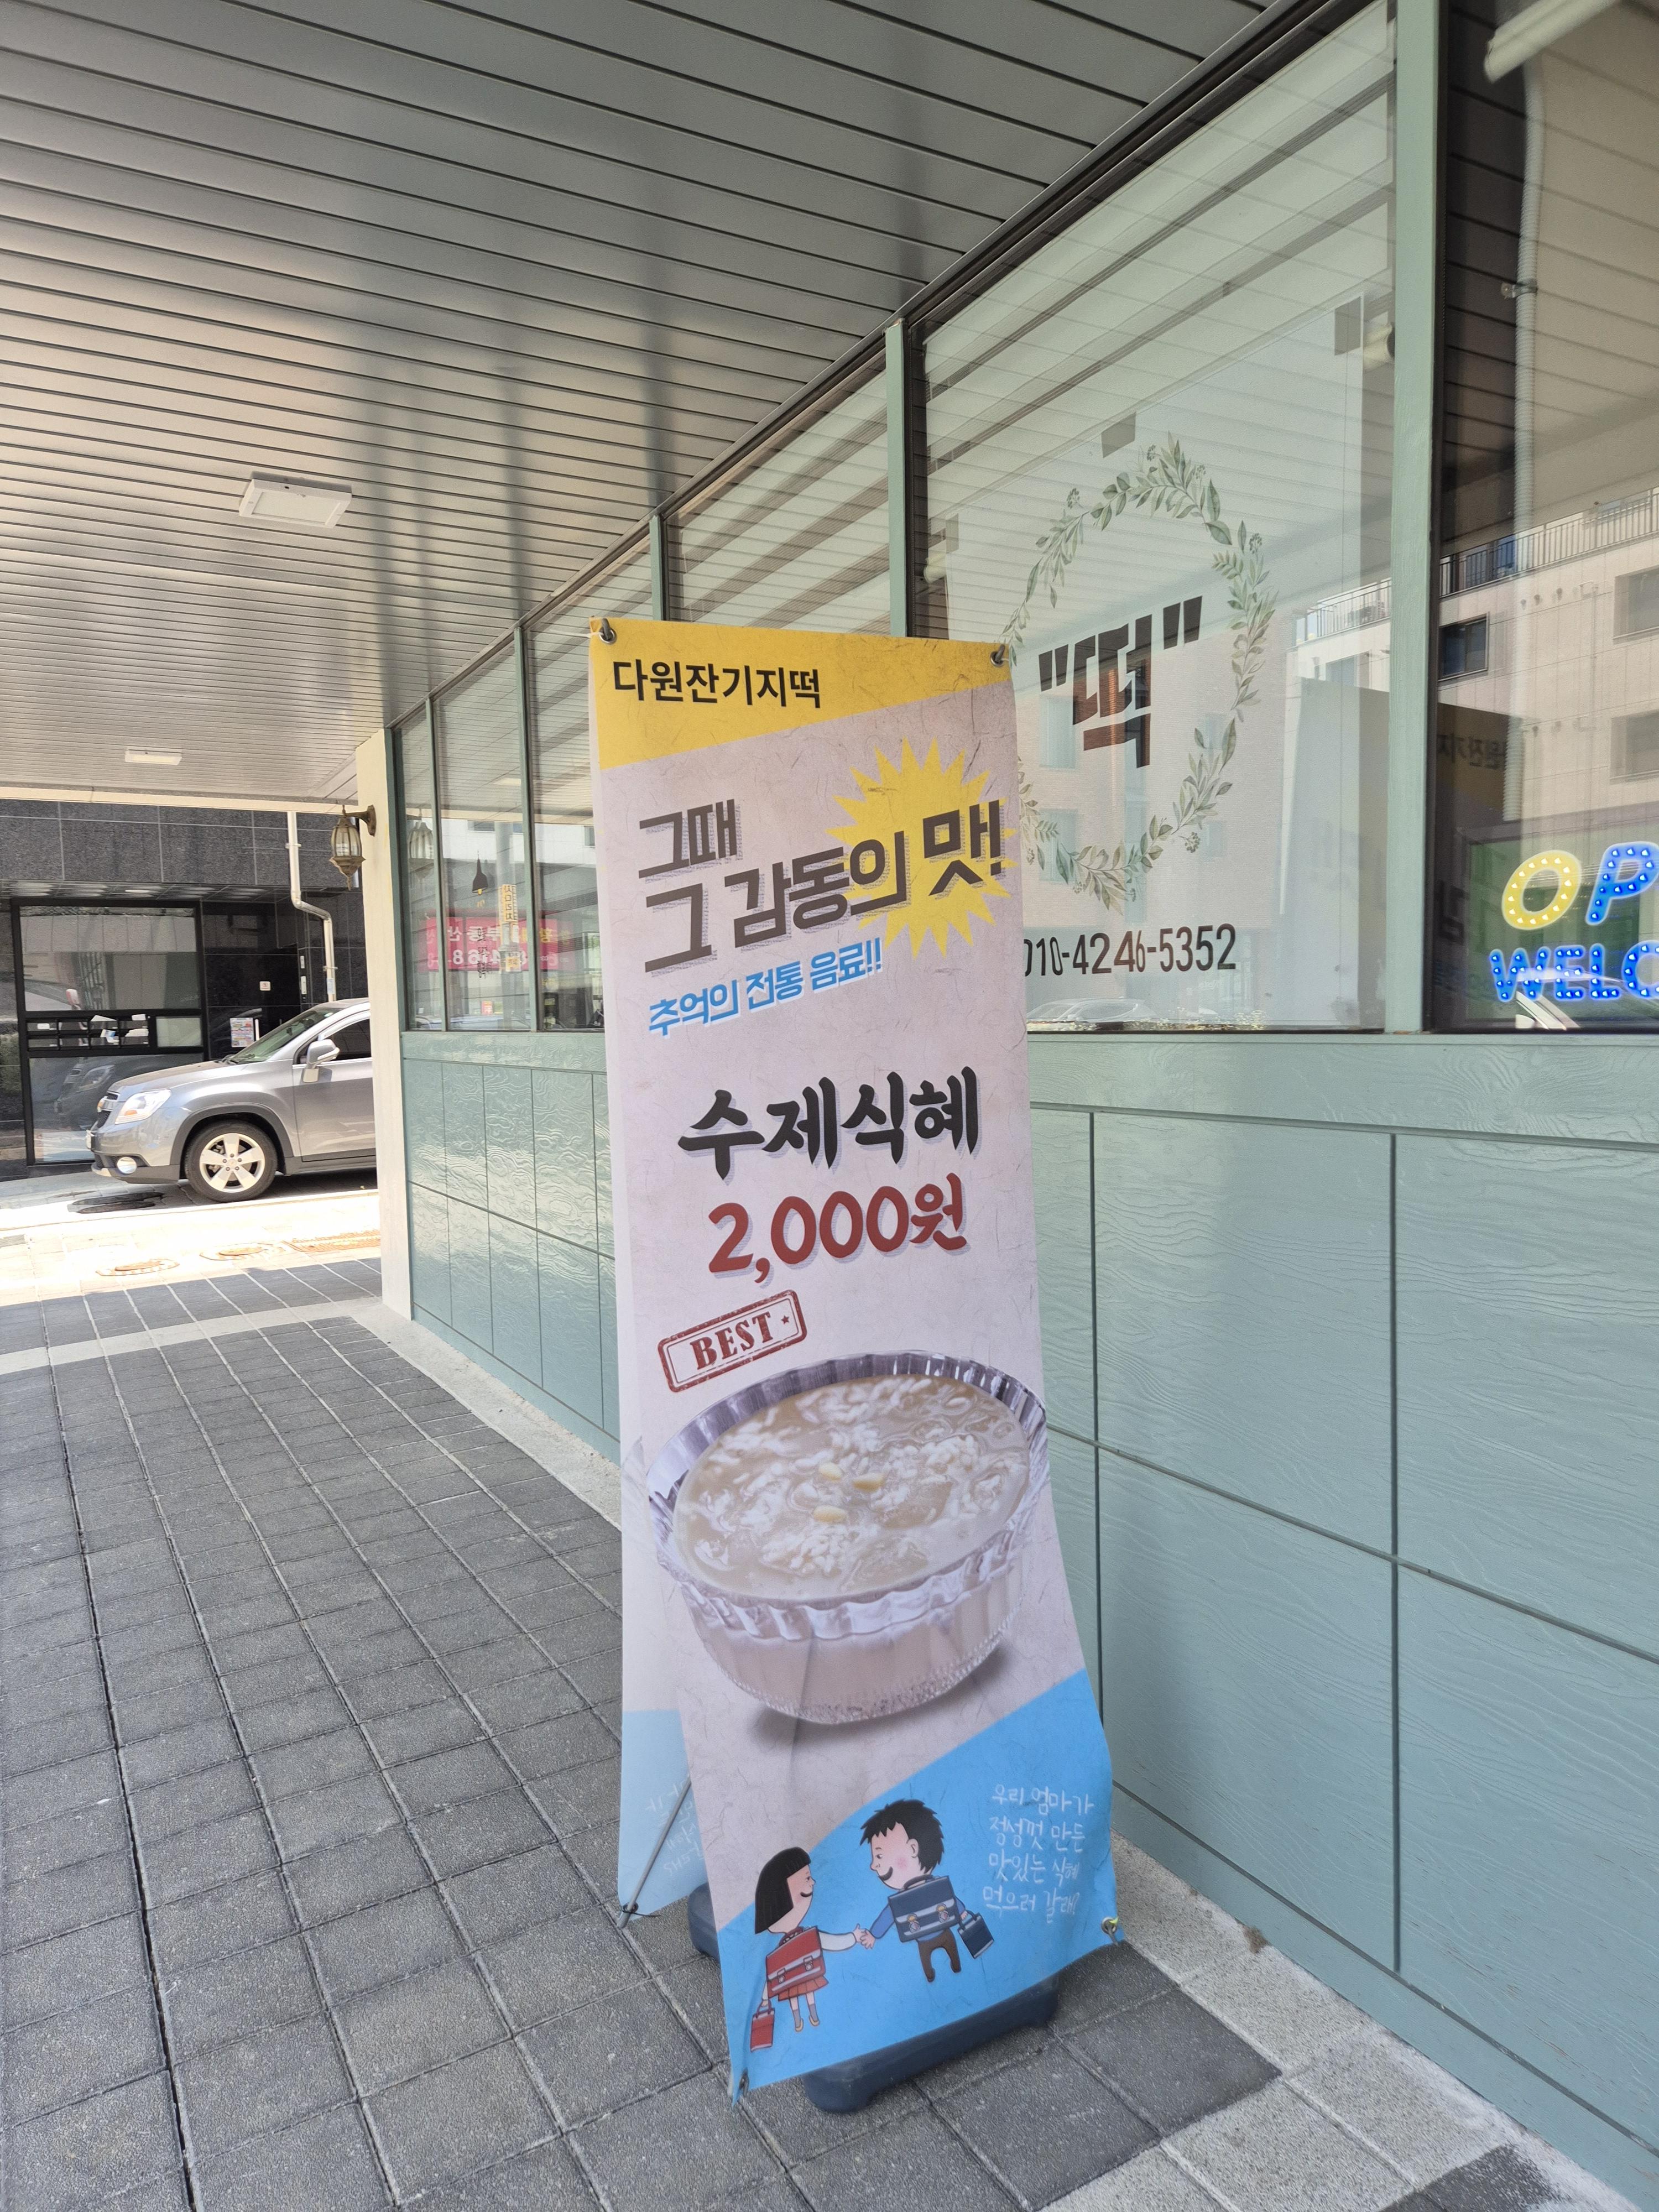 다원잔기지떡
그때
그 감동의 맛!
추억의 전통 음료!!
수제식혜
2,000원
BEST
우리 엄마가
정성껏 만든
맛있는 식혜
먹으러 갈래?
"떡"
010-4246-5352
OP
WELC